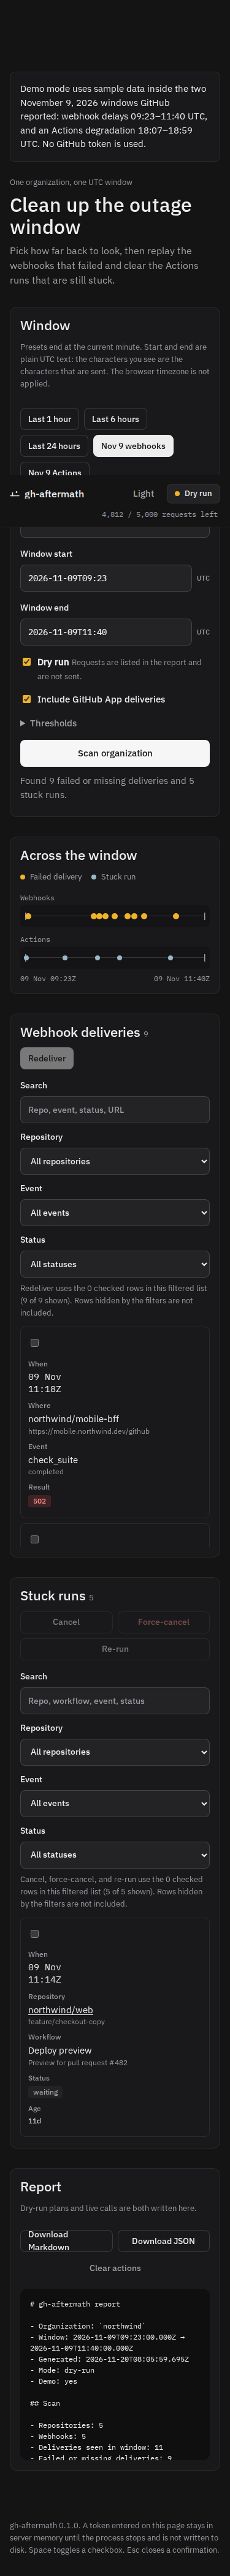 Demo mode uses sample data inside the two
November 9, 2026 windows GitHub
reported: webhook delays 09:23–11:40 UTC,
and an Actions degradation 18:07–18:59
UTC. No GitHub token is used.
One organization, one UTC window
Clean up the outage
window
Pick how far back to look, then replay the
webhooks that failed and clear the Actions
runs that are still stuck.
Window
Presets end at the current minute. Start and end are
plain UTC text: the characters you see are the
characters that are sent. The browser timezone is not
applied.
Last 1 hour
Last 6 hours
Last 24 hours
Nov 9 webhooks
Nov 9 Actions
gh-aftermath
Light
Dry run
4,812 / 5,000 requests left
Window start
2026-11-09T09:23
UTC
Window end
2026-11-09T11:40
UTC
Dry run Requests are listed in the report and
are not sent.
Include GitHub App deliveries
Thresholds
Scan organization
Found 9 failed or missing deliveries and 5
stuck runs.
Across the window
Failed delivery
Stuck run
Webhooks
Actions
09 Nov 09:23Z
09 Nov 11:40Z
Webhook deliveries 9
Redeliver
Search
Repo, event, status, URL
Repository
All repositories
Event
All events
Status
All statuses
Redeliver uses the 0 checked rows in this filtered list
(9 of 9 shown). Rows hidden by the filters are not
included.
When
09 Nov
11:18Z
Where
northwind/mobile-bff
https://mobile.northwind.dev/github
Event
check_suite
completed
Result
502
Stuck runs 5
Cancel
Force-cancel
Re-run
Search
Repo, workflow, event, status
Repository
All repositories
Event
All events
Status
All statuses
Cancel, force-cancel, and re-run use the 0 checked
rows in this filtered list (5 of 5 shown). Rows hidden
by the filters are not included.
When
09 Nov
11:14Z
Repository
northwind/web
feature/checkout-copy
Workflow
Deploy preview
Preview for pull request #482
Status
waiting
Age
11d
Report
Dry-run plans and live calls are both written here.
Download
Markdown
Download JSON
Clear actions
# gh-aftermath report
- Organization: `northwind`
- Window: 2026-11-09T09:23:00.000Z →
2026-11-09T11:40:00.000Z
- Generated: 2026-11-20T08:05:59.695Z
- Mode: dry-run
- Demo: yes
## Scan
- Repositories: 5
- Webhooks: 5
- Deliveries seen in window: 11
- Failed or missing deliveries: 9
gh-aftermath 0.1.0. A token entered on this page stays in
server memory until the process stops and is not written to
disk. Space toggles a checkbox. Esc closes a confirmation.